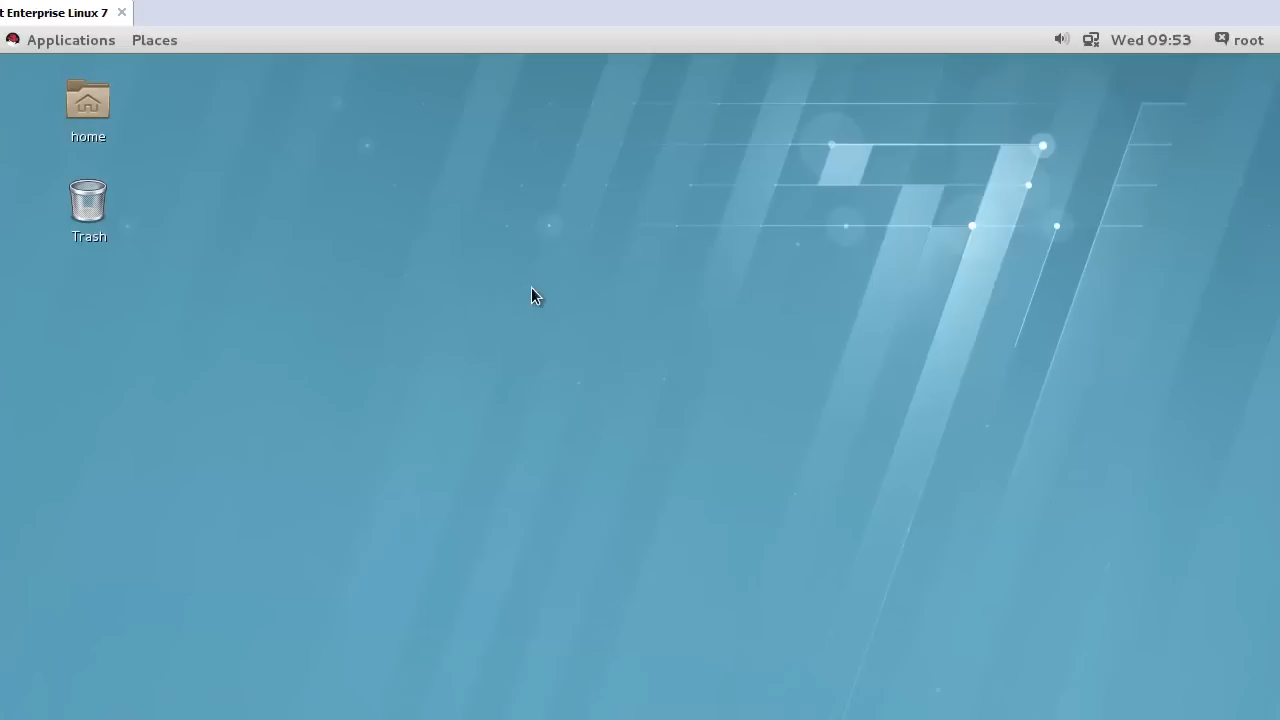 t Enterprise Linux 7
Applications Places Wed 09:53 root
home
Trash